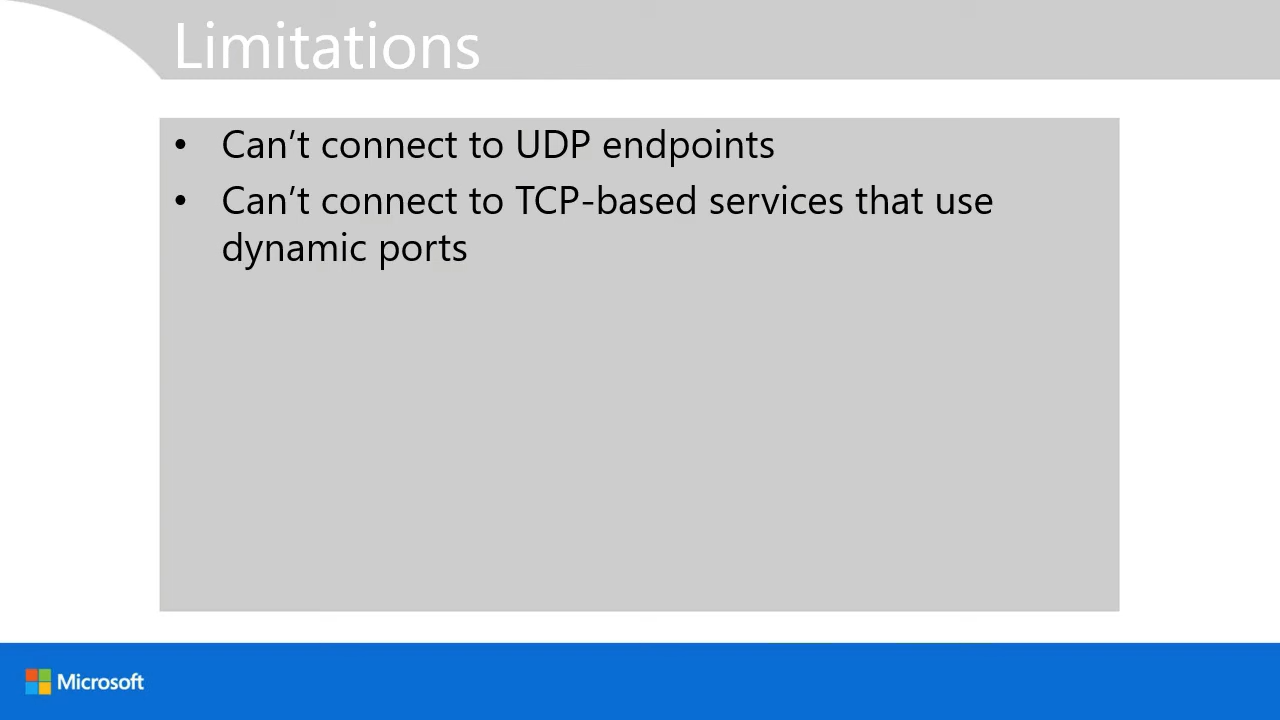 Limitations
• Can’t connect to UDP endpoints
• Can’t connect to TCP-based services that use
dynamic ports
Microsoft